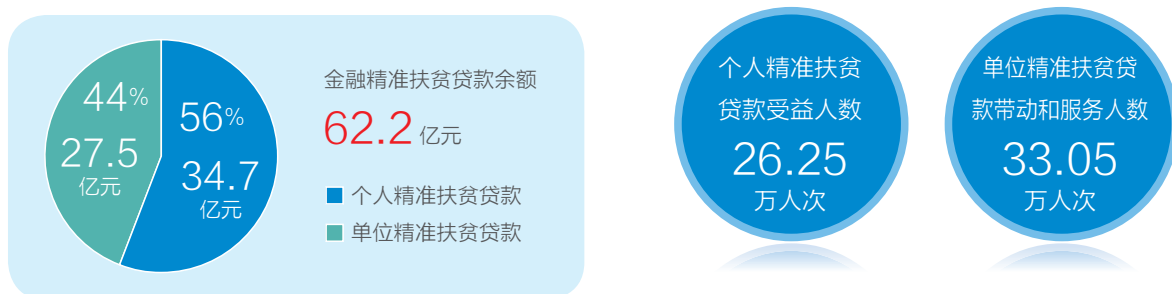 44%
27.5
亿元
56%
34.7
亿元
金融精准扶贫贷款余额
62.2 亿元
个人精准扶贫贷款
单位精准扶贫贷款
个人精准扶贫
贷款受益人数
26.25
万人次
单位精准扶贫贷
款带动和服务人数
33.05
万人次